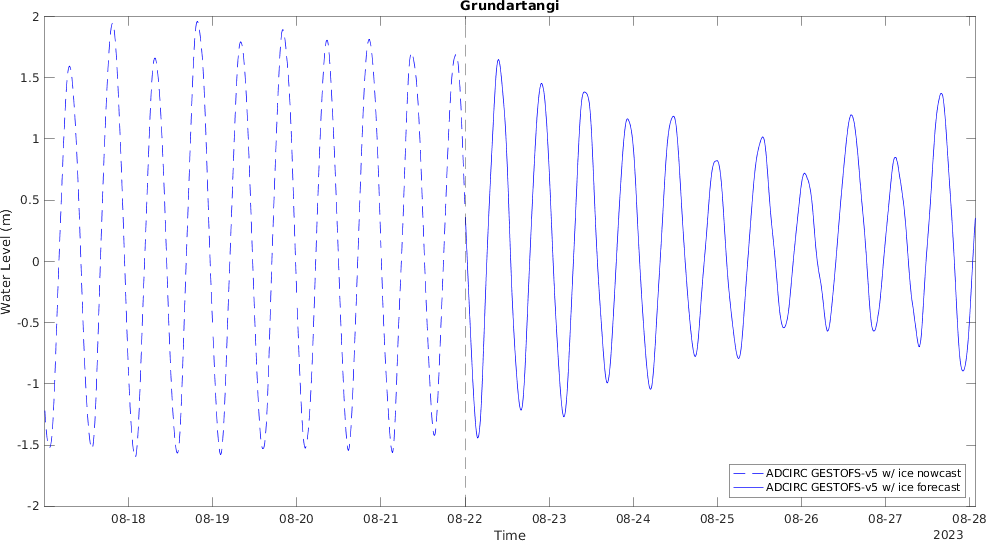 Grundartangi
2
1.5
1
0.5
0
-0.5
-1
-1.5
-2
Water Level (m)
08-18 08-19 08-20 08-21 08-22 08-23 08-24 08-25 08-26 08-27 08-28
Time
2023
ADCIRC GESTOFS-v5 w/ ice nowcast
ADCIRC GESTOFS-v5 w/ ice forecast